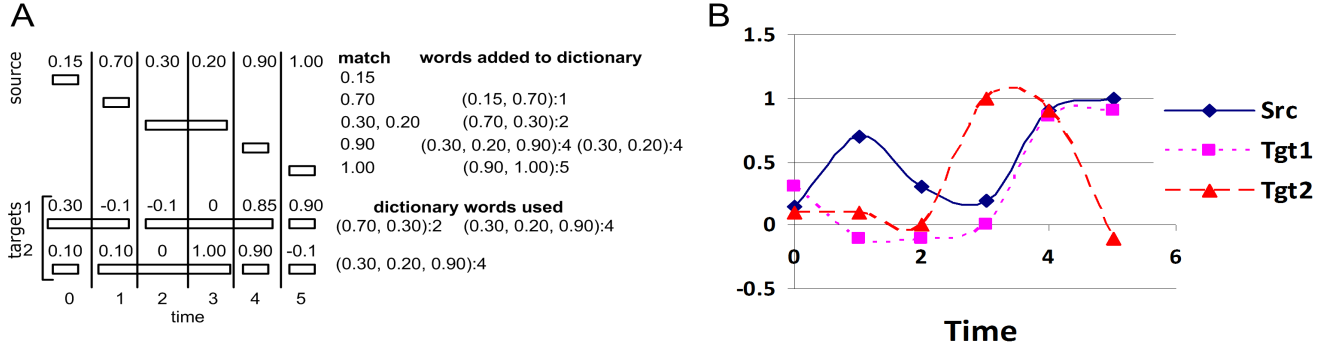 A
source
0.15 0.70 0.30 0.20 0.90 1.00
match words added to dictionary
0.15
0.70 (0.15, 0.70):1
0.30, 0.20 (0.70, 0.30):2
0.90 (0.30, 0.20, 0.90):4 (0.30, 0.20):4
1.00 (0.90, 1.00):5
targets
1 0.30 -0.1 -0.1 0 0.85 0.90
dictionary words used
(0.70, 0.30):2 (0.30, 0.20, 0.90):4
2 0.10 0.10 0 1.00 0.90 -0.1
(0.30, 0.20, 0.90):4
0 1 2 3 4 5
time
B
1.5
1
0.5
0
-0.5
0 2 4 6
Time
Src
Tgt1
Tgt2